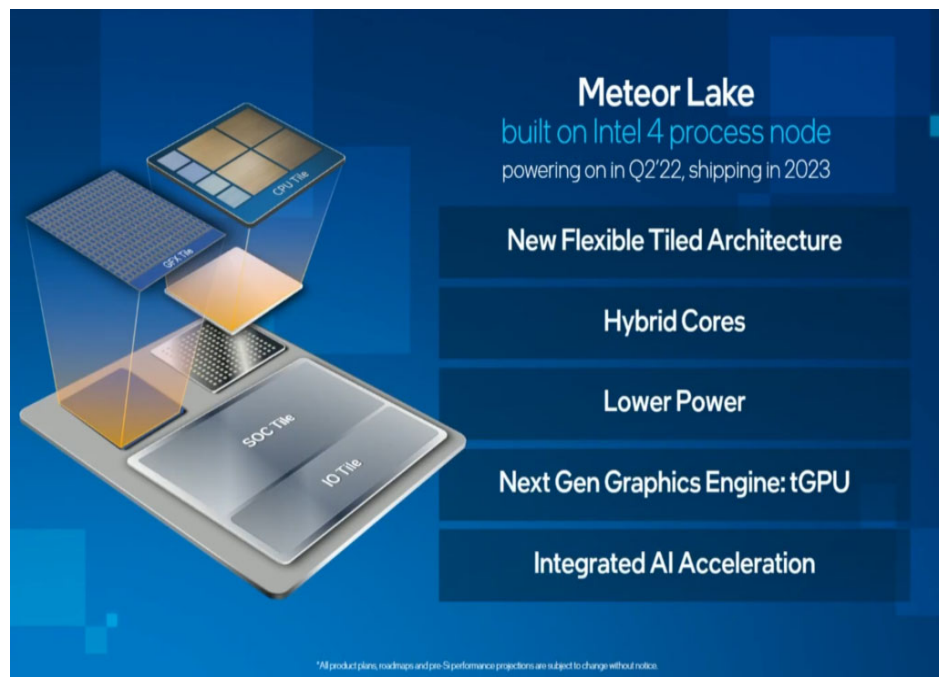 Meteor Lake
built on Intel 4 process node
powering on in Q2'22, shipping in 2023
New Flexible Tiled Architecture
Hybrid Cores
Lower Power
Next Gen Graphics Engine: tGPU
Integrated AI Acceleration
CPU Tile
GFX Tile
SOC Tile
IO Tile
*All product plans, roadmaps and pre-Si performance projections are subject to change without notice.